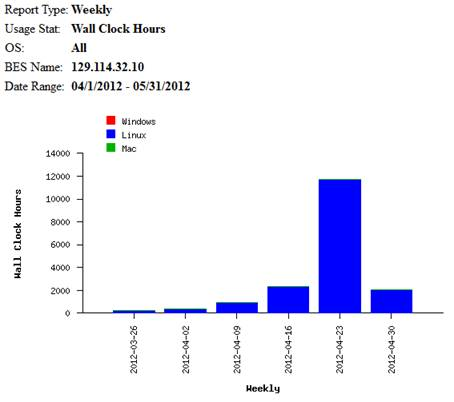 Report Type: Weekly
Usage Stat: Wall Clock Hours
OS: All
BES Name: 129.114.32.10
Date Range: 04/1/2012 - 05/31/2012
Windows
Linux
Mac
Wall Clock Hours
14000
12000
10000
8000
6000
4000
2000
0
2012-03-26
2012-04-02
2012-04-09
2012-04-16
2012-04-23
2012-04-30
Weekly